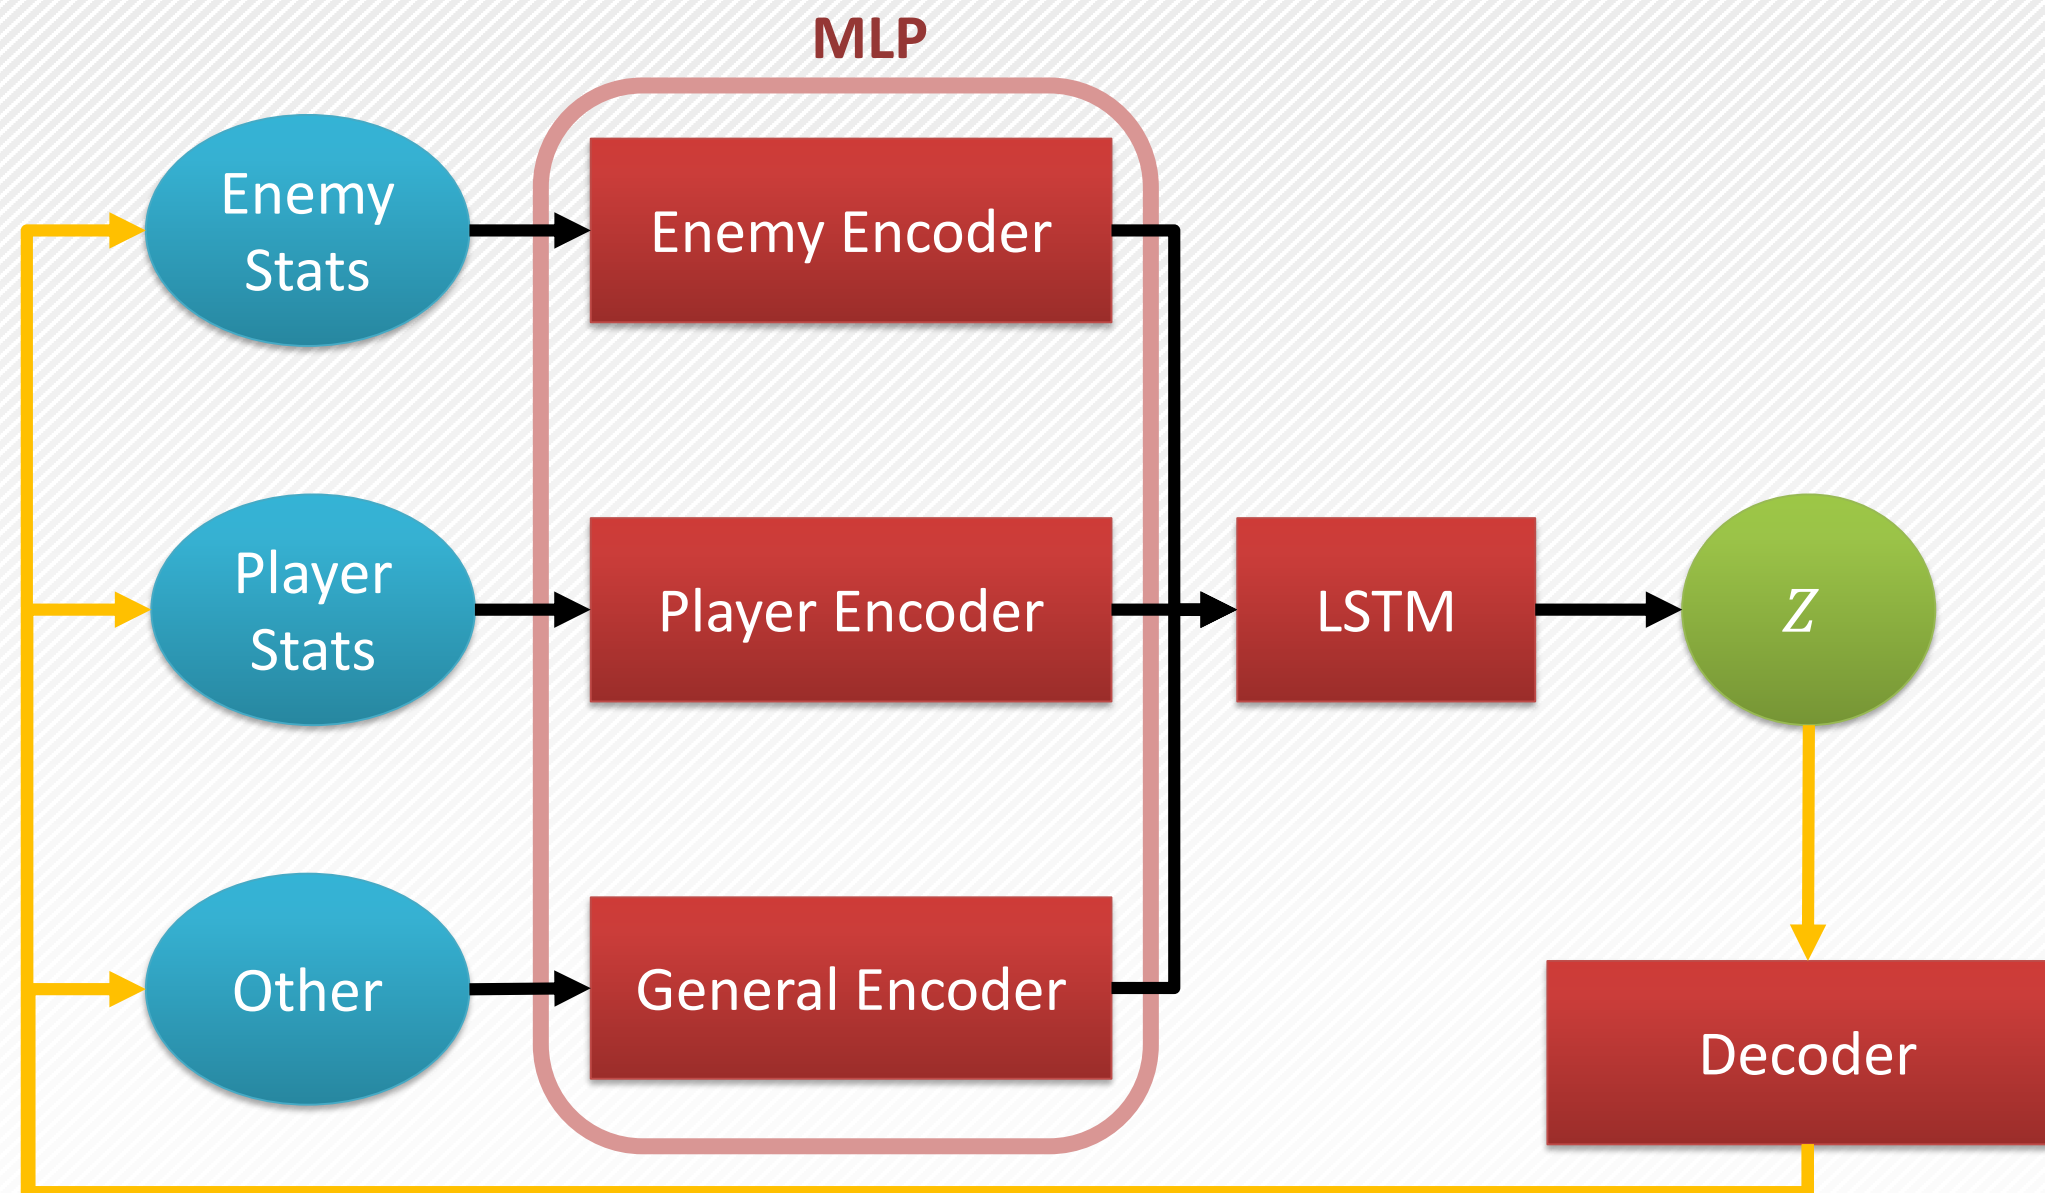 MLP
Enemy
Stats
Enemy Encoder
Player
Stats
Player Encoder
LSTM
Z
Other
General Encoder
Decoder